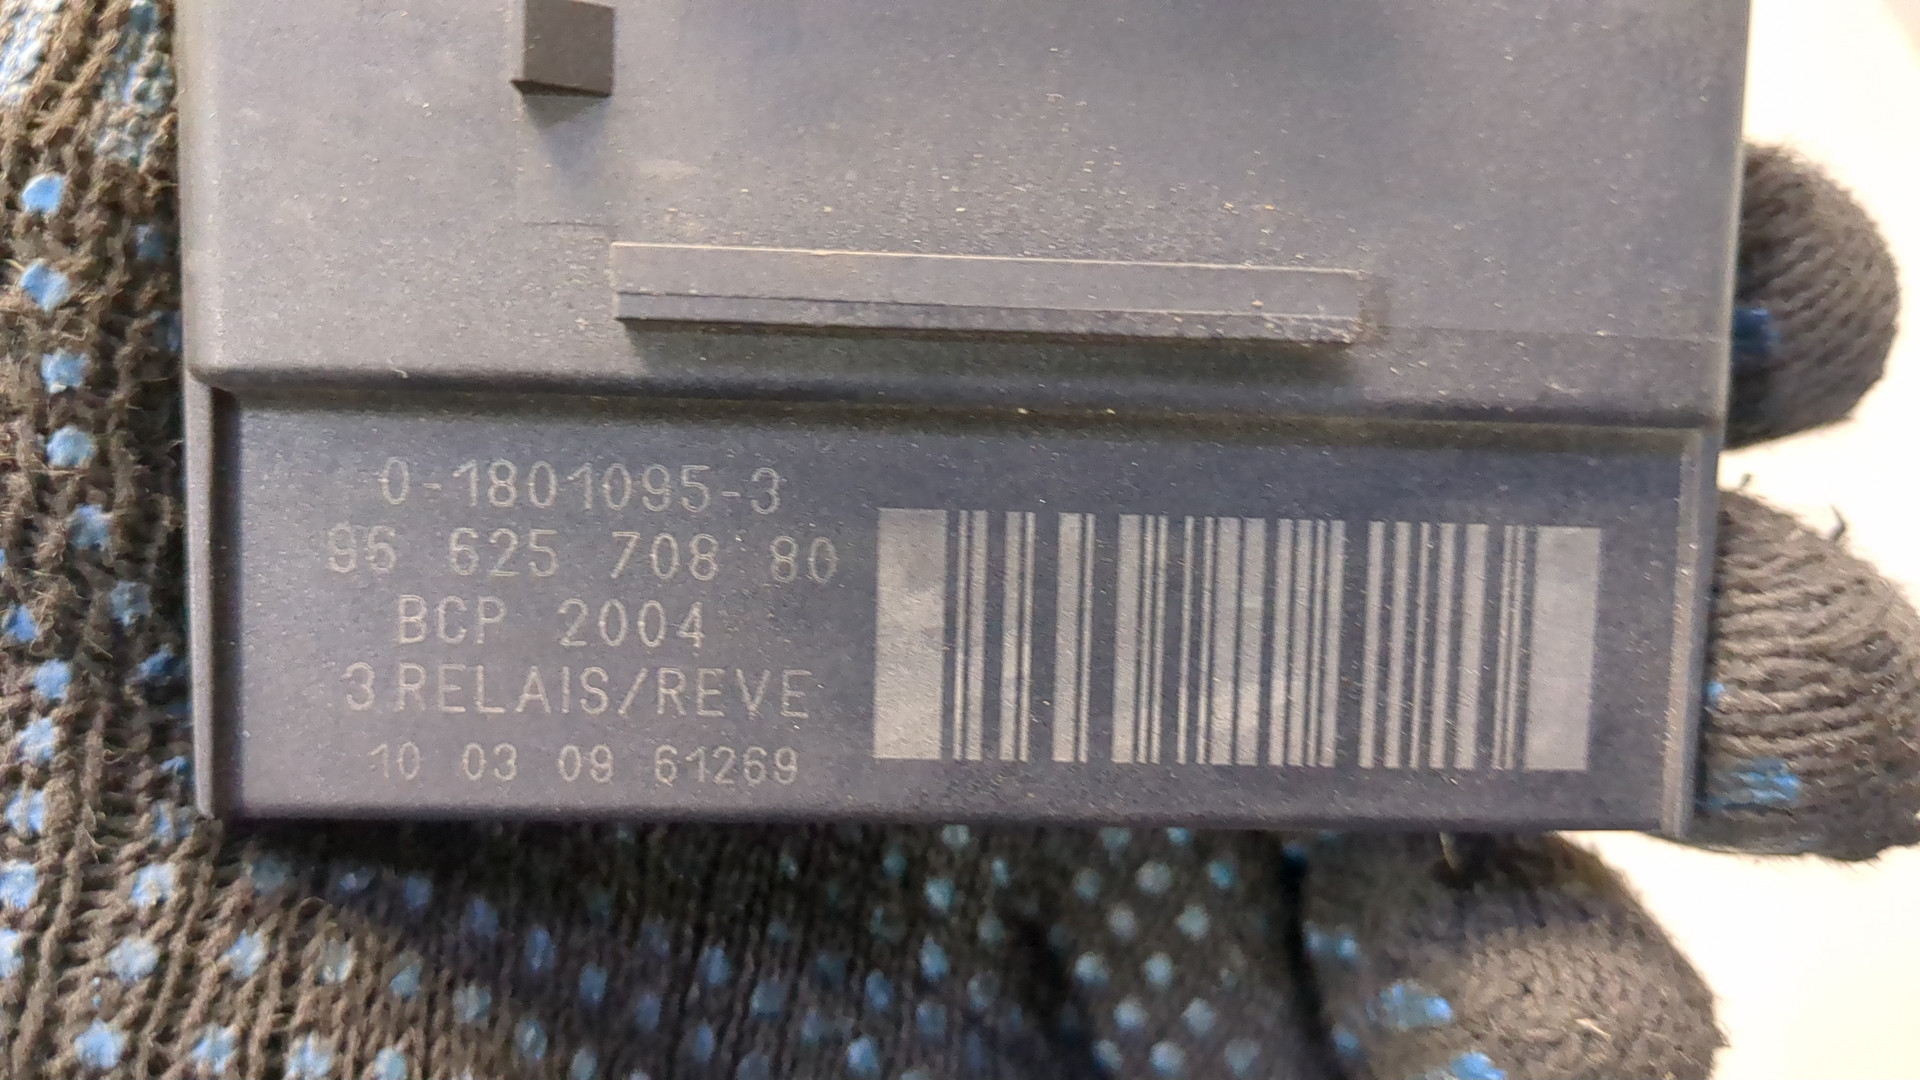 0-1801095-3
96 625 708 80
BCP 2004
3 RELAIS/REVE
10 03 09 61269